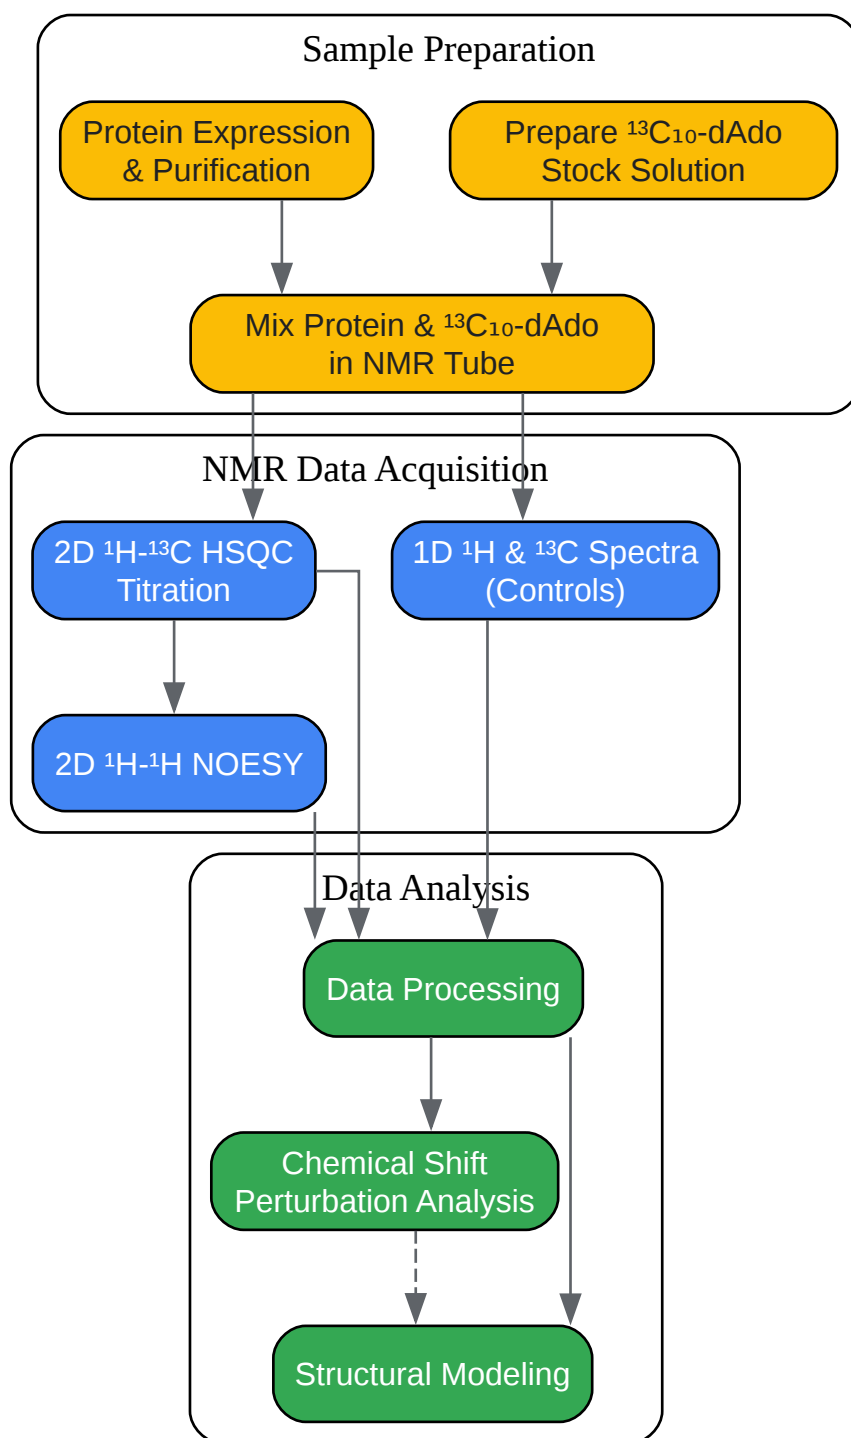 Sample Preparation
Protein Expression
& Purification
Prepare ¹³C₁₀-dAdo
Stock Solution
Mix Protein & ¹³C₁₀-dAdo
in NMR Tube
NMR Data Acquisition
2D ¹H-¹³C HSQC
Titration
1D ¹H & ¹³C Spectra
(Controls)
2D ¹H-¹H NOESY
Data Analysis
Data Processing
Chemical Shift
Perturbation Analysis
Structural Modeling